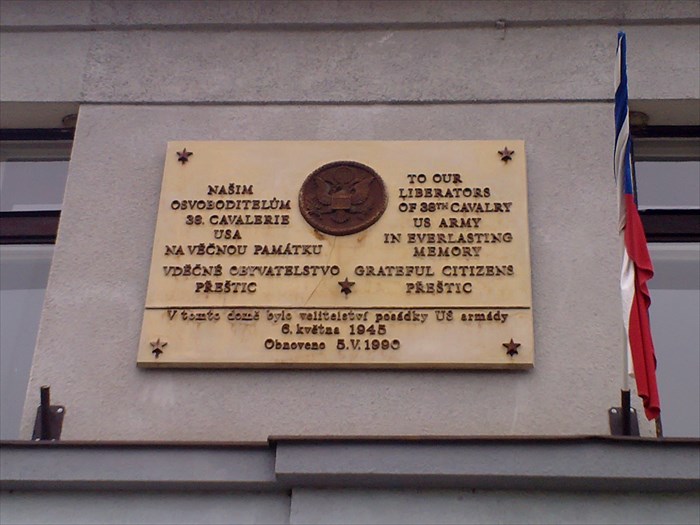 NAŠIM
OSVOBODITELŮM
38. CAVALERIE
USA
NA VĚČNOU PAMÁTKU
VDĚČNÉ OBYVATELSTVO
PŘEŠTIC
TO OUR
LIBERATORS
OF 38TH CAVALRY
US ARMY
IN EVERLASTING
MEMORY
GRATEFUL CITIZENS
PŘEŠTIC
V tomto domě bylo velitelství posádky US armády
6. května 1945
Obnoveno 5.V.1990